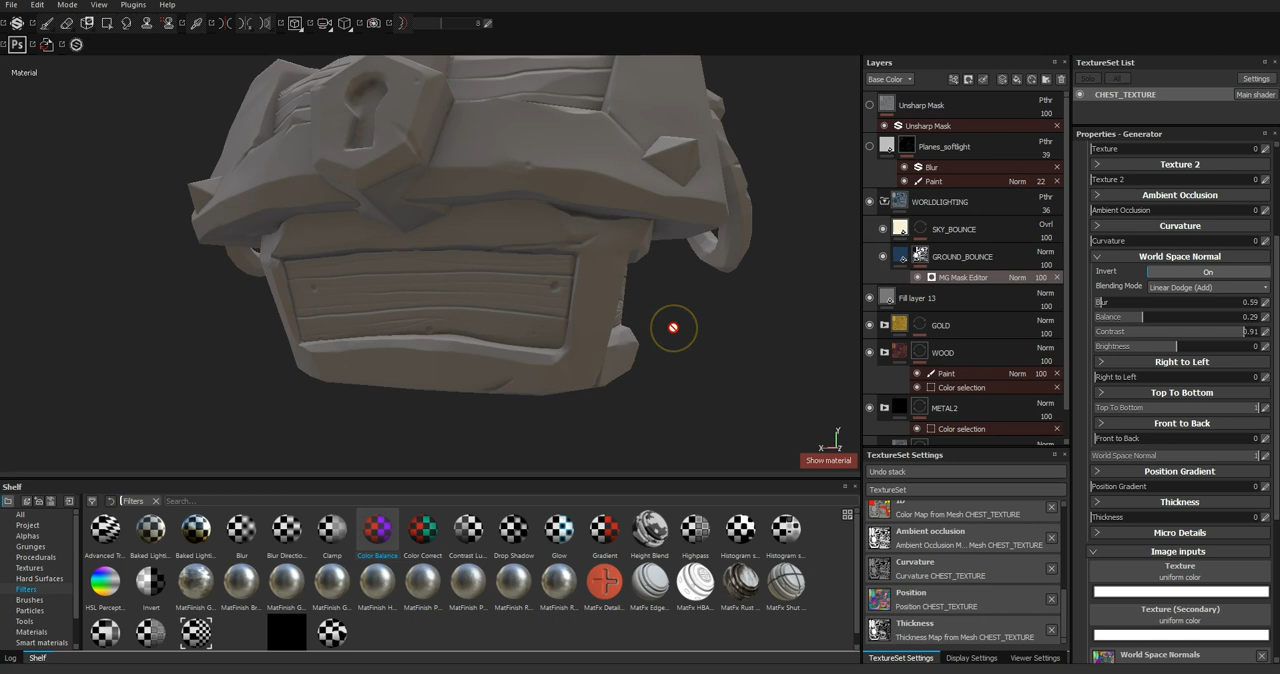 File Edit Mode View Plugins Help
8
Ps
Material
Y
X Z
Show material
Layers
Base Color
Unsharp Mask Pthr 100
Unsharp Mask
Planes_softlight Pthr 39
Blur
Paint Norm 22
WORLDLIGHTING Pthr 36
SKY_BOUNCE Ovrl 100
GROUND_BOUNCE Norm 100
MG Mask Editor Norm 100
Fill layer 13 Norm 100
GOLD Norm 100
WOOD Norm 100
Paint Norm 100
Color selection
METAL2 Norm 100
Color selection
Norm
TextureSet Settings
Undo stack
TextureSet
ID
Color Map from Mesh CHEST_TEXTURE
Ambient occlusion
Ambient Occlusion M... Mesh CHEST_TEXTURE
Curvature
Curvature CHEST_TEXTURE
Position
Position CHEST_TEXTURE
Thickness
Thickness Map from Mesh CHEST_TEXTURE
TextureSet Settings Display Settings Viewer Settings
TextureSet List
Solo All Settings
CHEST_TEXTURE Main shader
Properties - Generator
Texture 0
Texture 2
Texture 2 0
Ambient Occlusion
Ambient Occlusion 0
Curvature
Curvature 0
World Space Normal
Invert On
Blending Mode Linear Dodge (Add)
Blur 0.59
Balance 0.29
Contrast 0.91
Brightness 0
Right to Left
Right to Left 0
Top To Bottom
Top To Bottom 1
Front to Back
Front to Back 0
World Space Normal 1
Position Gradient
Position Gradient 0
Thickness
Thickness 0
Micro Details
Image inputs
Texture
uniform color
Texture (Secondary)
uniform color
World Space Normals
Shelf
Filters Search...
All
Project
Alphas
Grunges
Procedurals
Textures
Hard Surfaces
Filters
Brushes
Particles
Tools
Materials
Smart materials
Advanced Tr... Baked Lighti... Baked Lighti... Blur Blur Directio... Clamp Color Balance Color Correct Contrast Lu... Drop Shadow Glow Gradient Height Blend Highpass Histogram s... Histogram s...
HSL Percept... Invert MatFinish G... MatFinish Br... MatFinish G... MatFinish G... MatFinish H... MatFinish P... MatFinish P... MatFinish R... MatFinish R... MatFx Detail... MatFx Edge... MatFx HBA... MatFx Rust ... MatFx Shut ...
Log Shelf